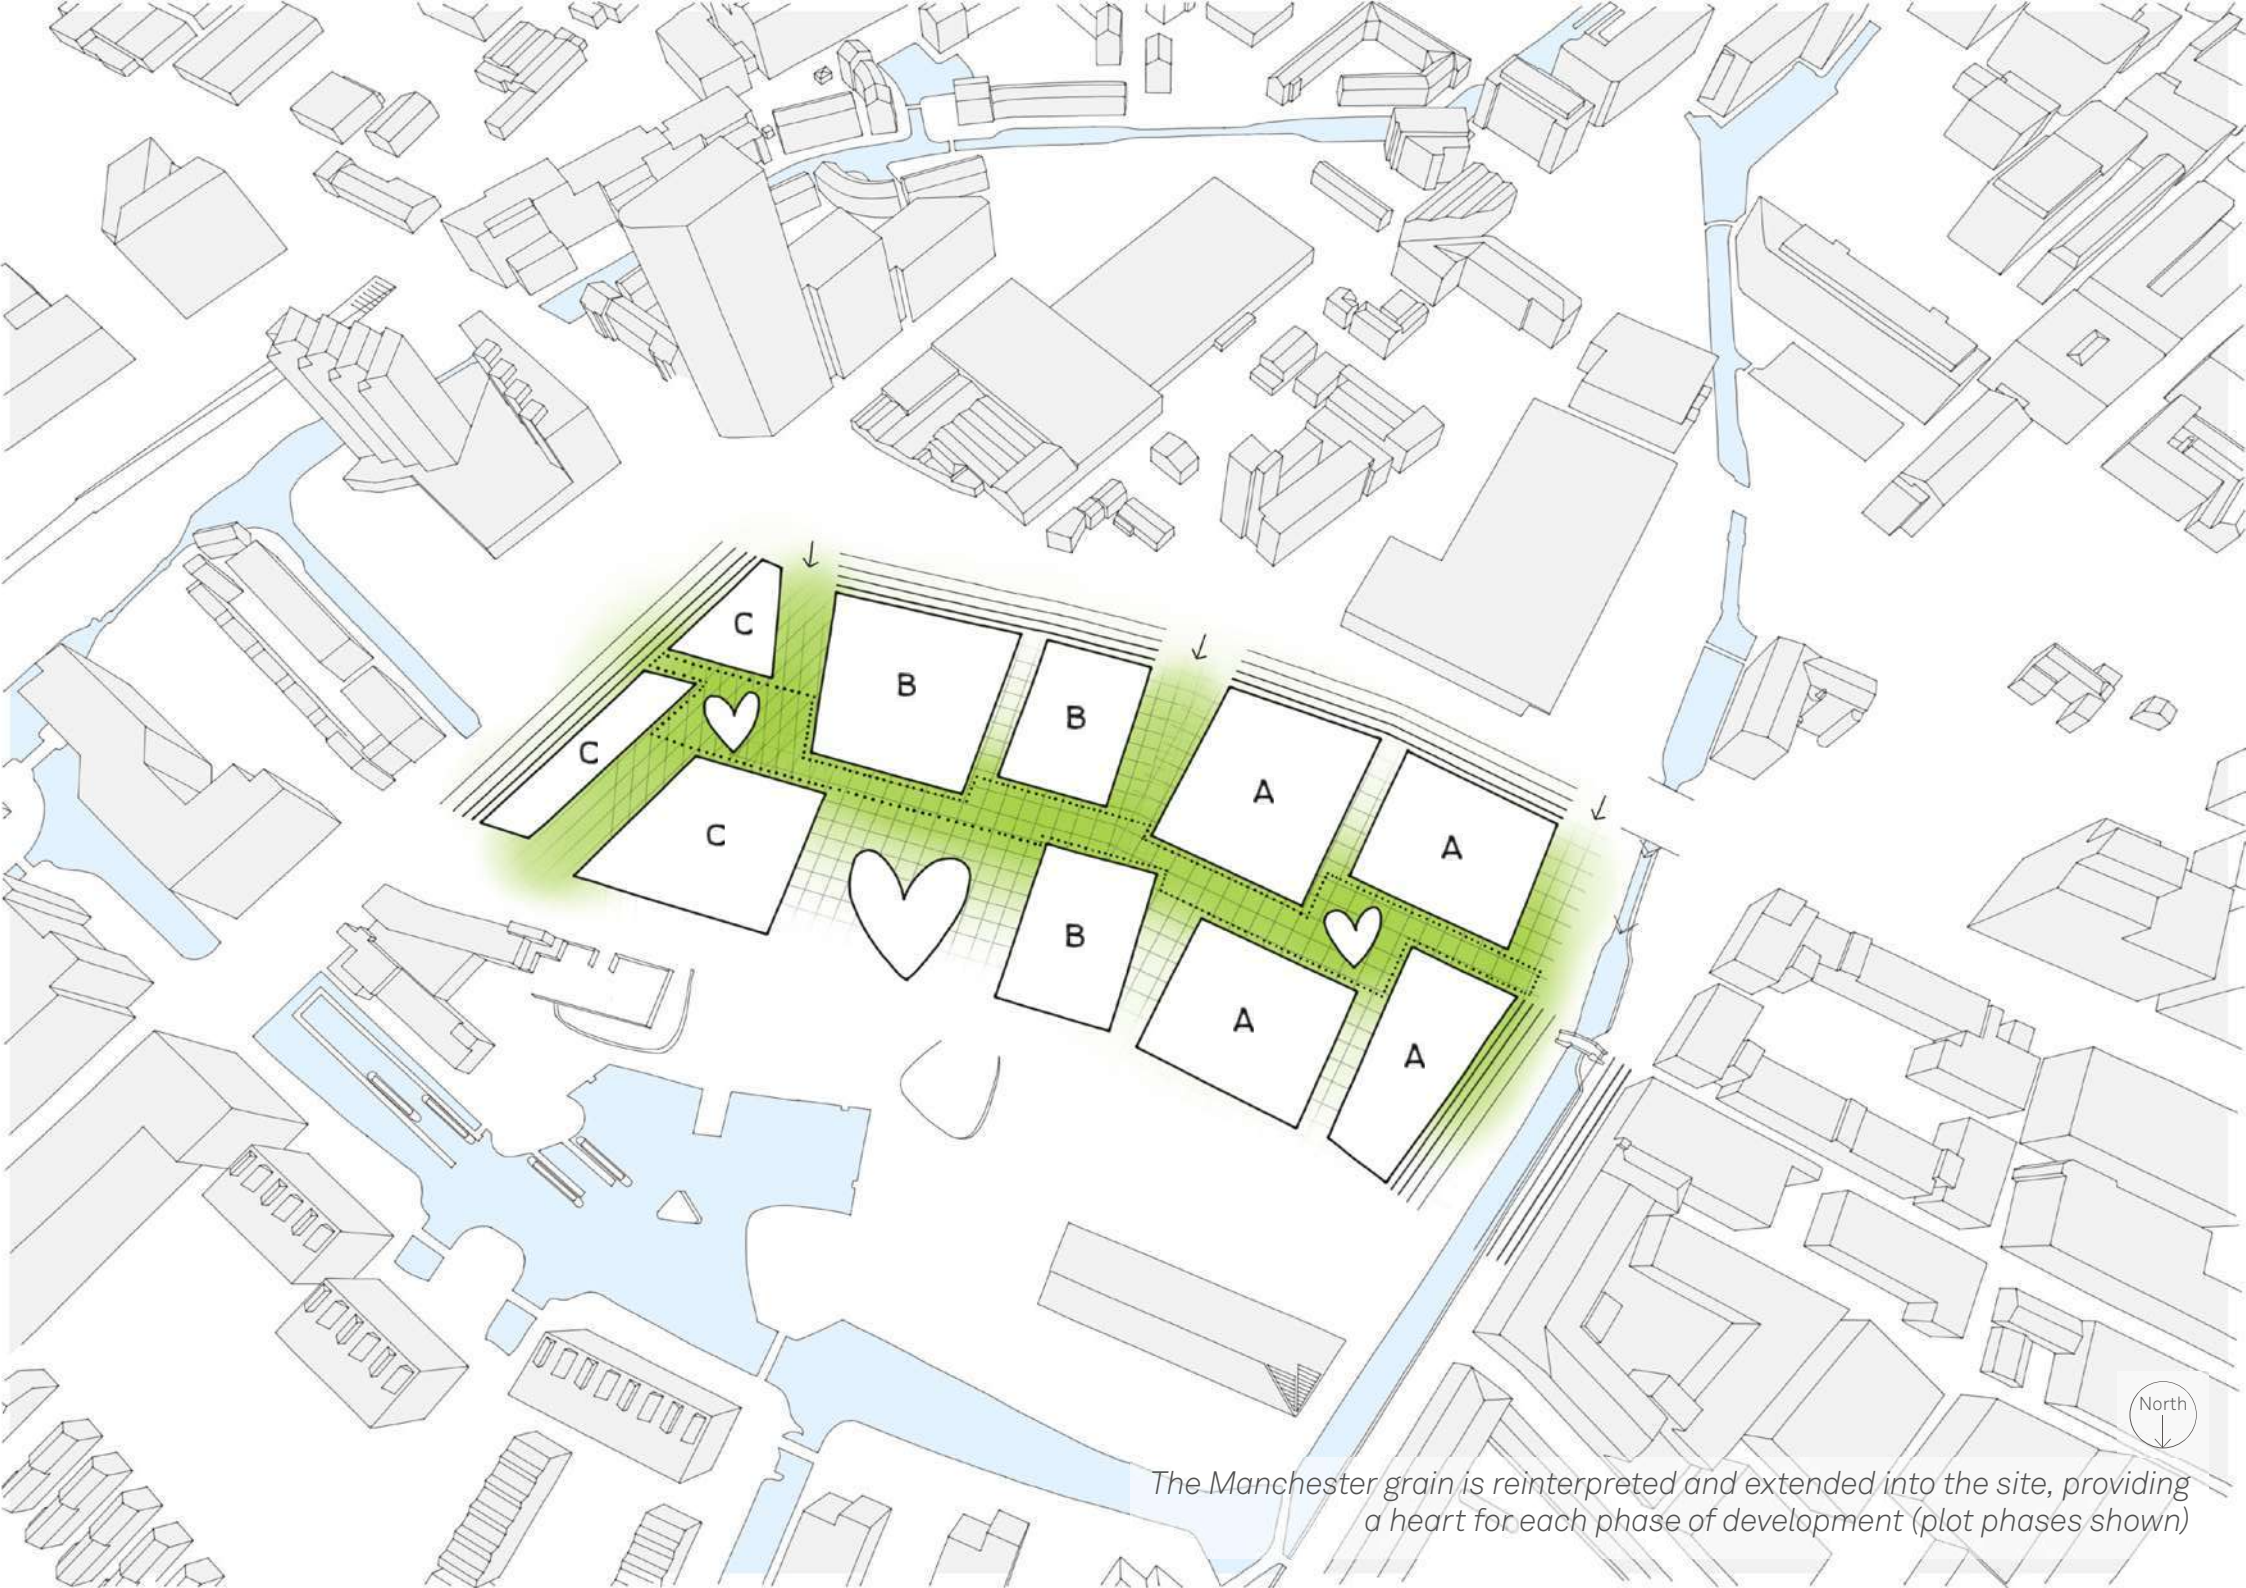 C
B
B
C
A
A
C
B
A
A
North
The Manchester grain is reinterpreted and extended into the site, providing
a heart for each phase of development (plot phases shown)